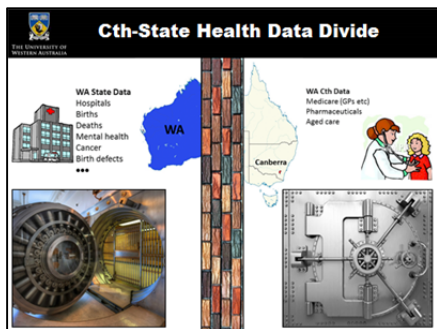 Cth-State Health Data Divide
THE UNIVERSITY OF
WESTERN AUSTRALIA
WA State Data
Hospitals
Births
Deaths
Mental health
Cancer
Birth defects
•••
WA
WA Cth Data
Medicare (GPs etc)
Pharmaceuticals
Aged care
Canberra